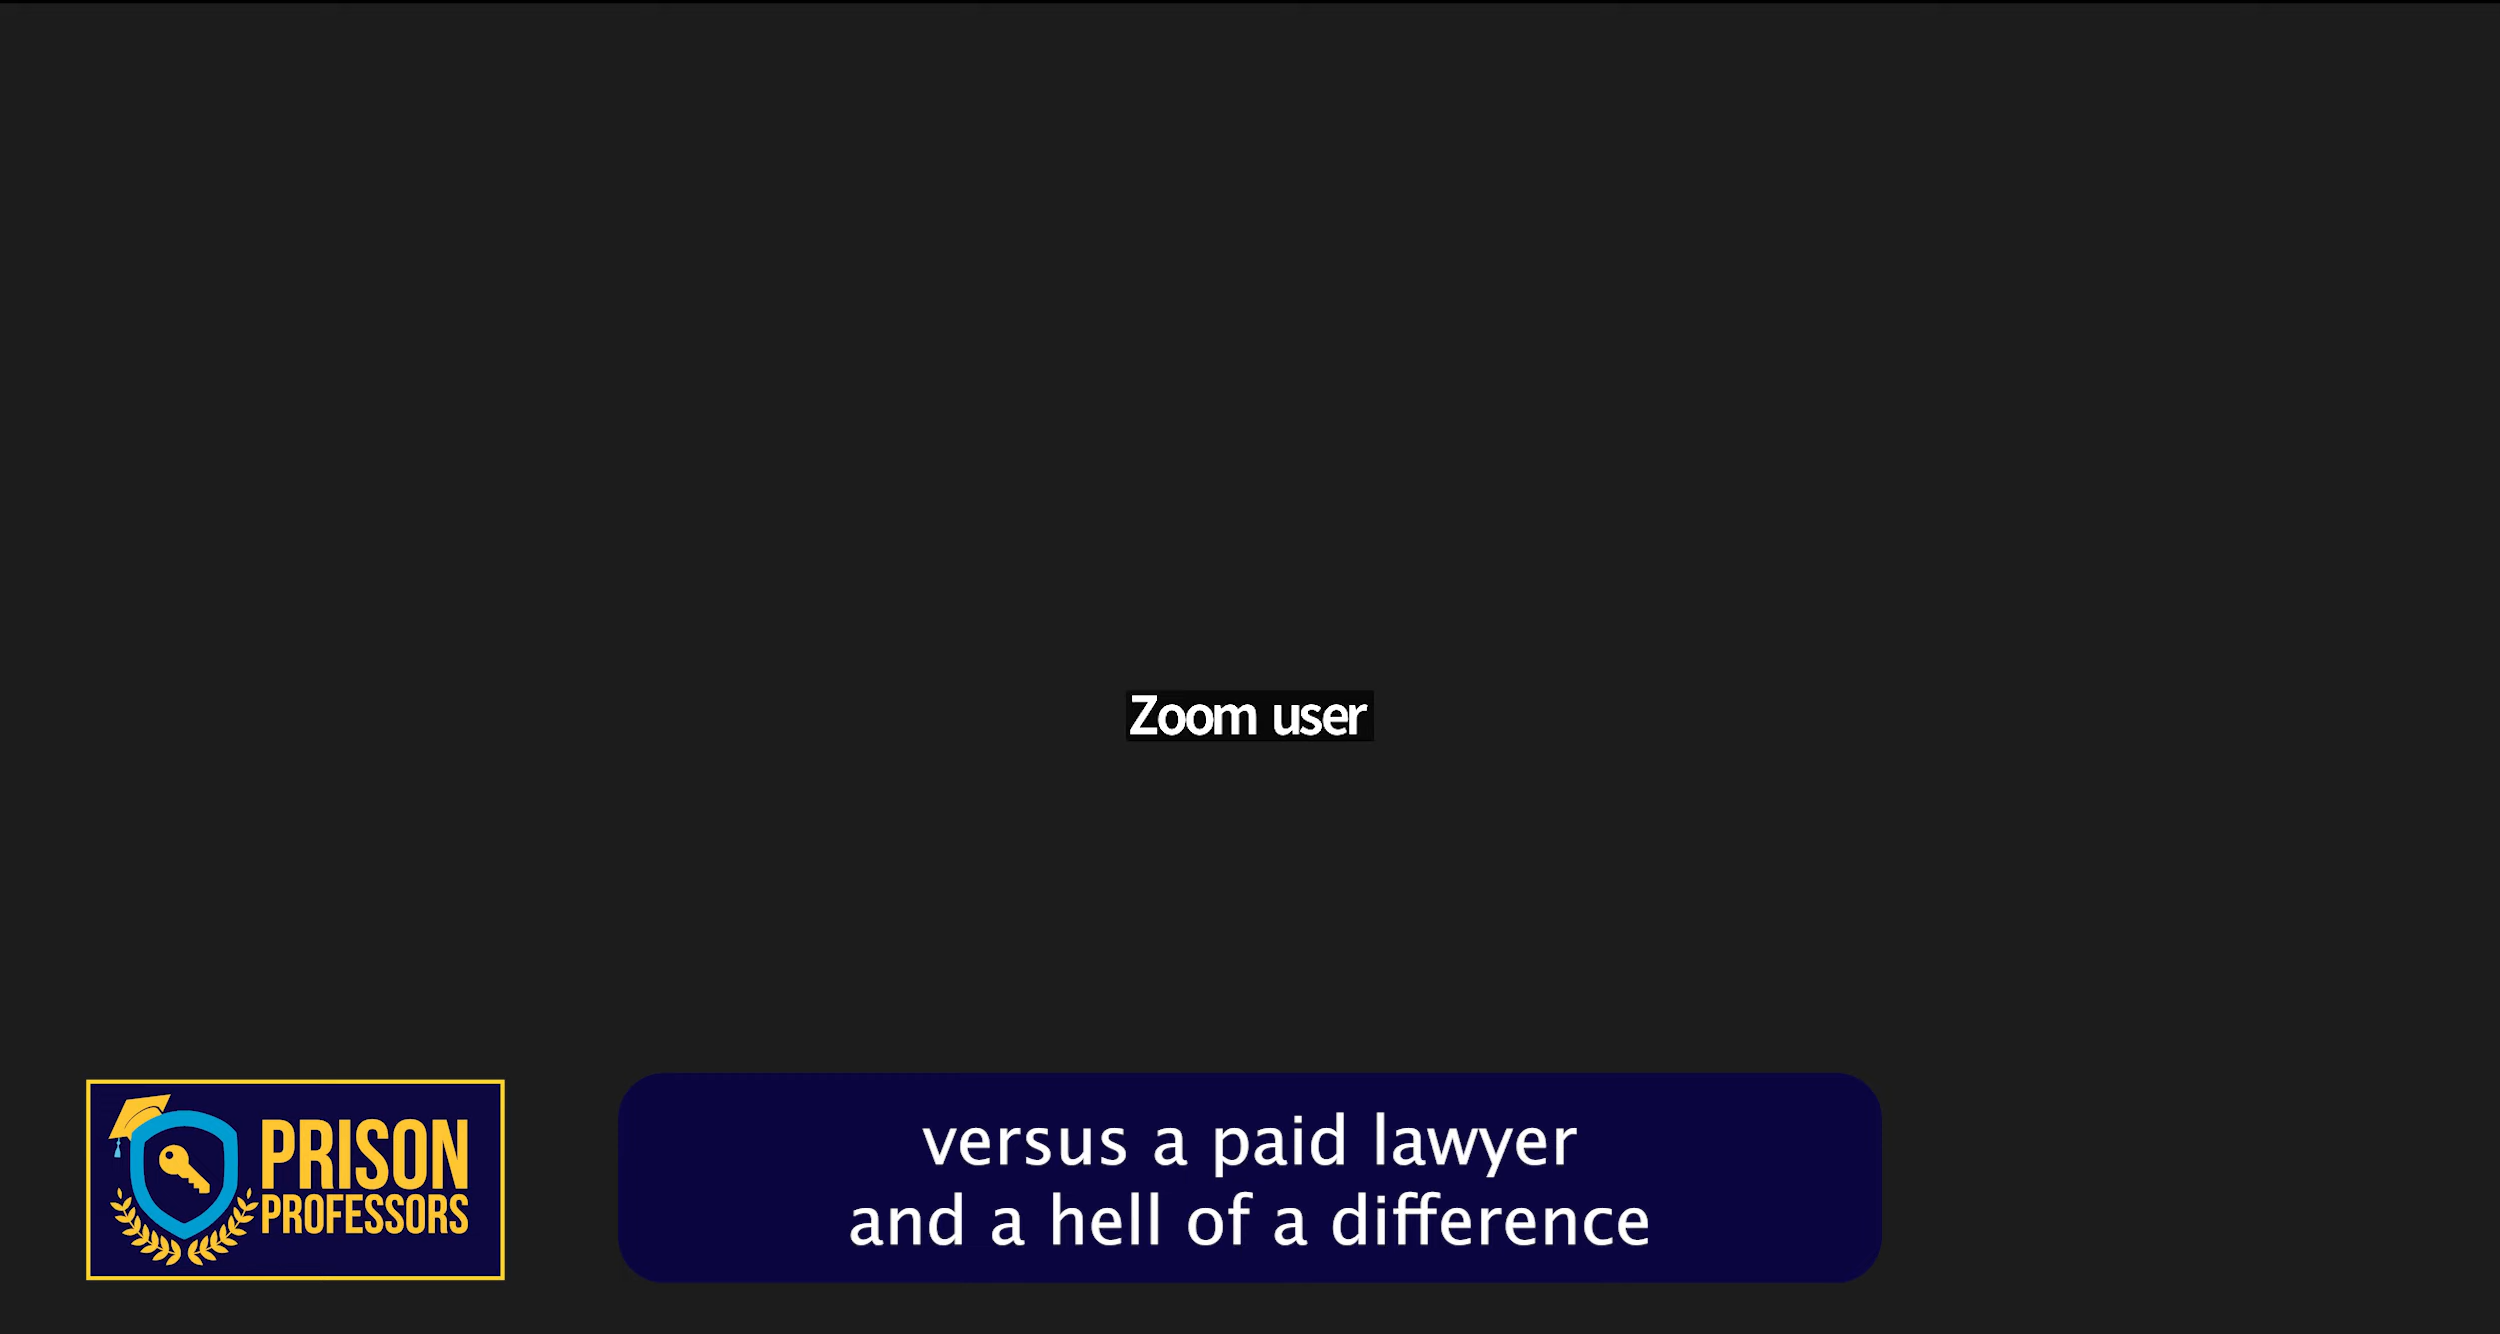 Zoom user
PRISON
PROFESSORS
versus a paid lawyer
and a hell of a difference